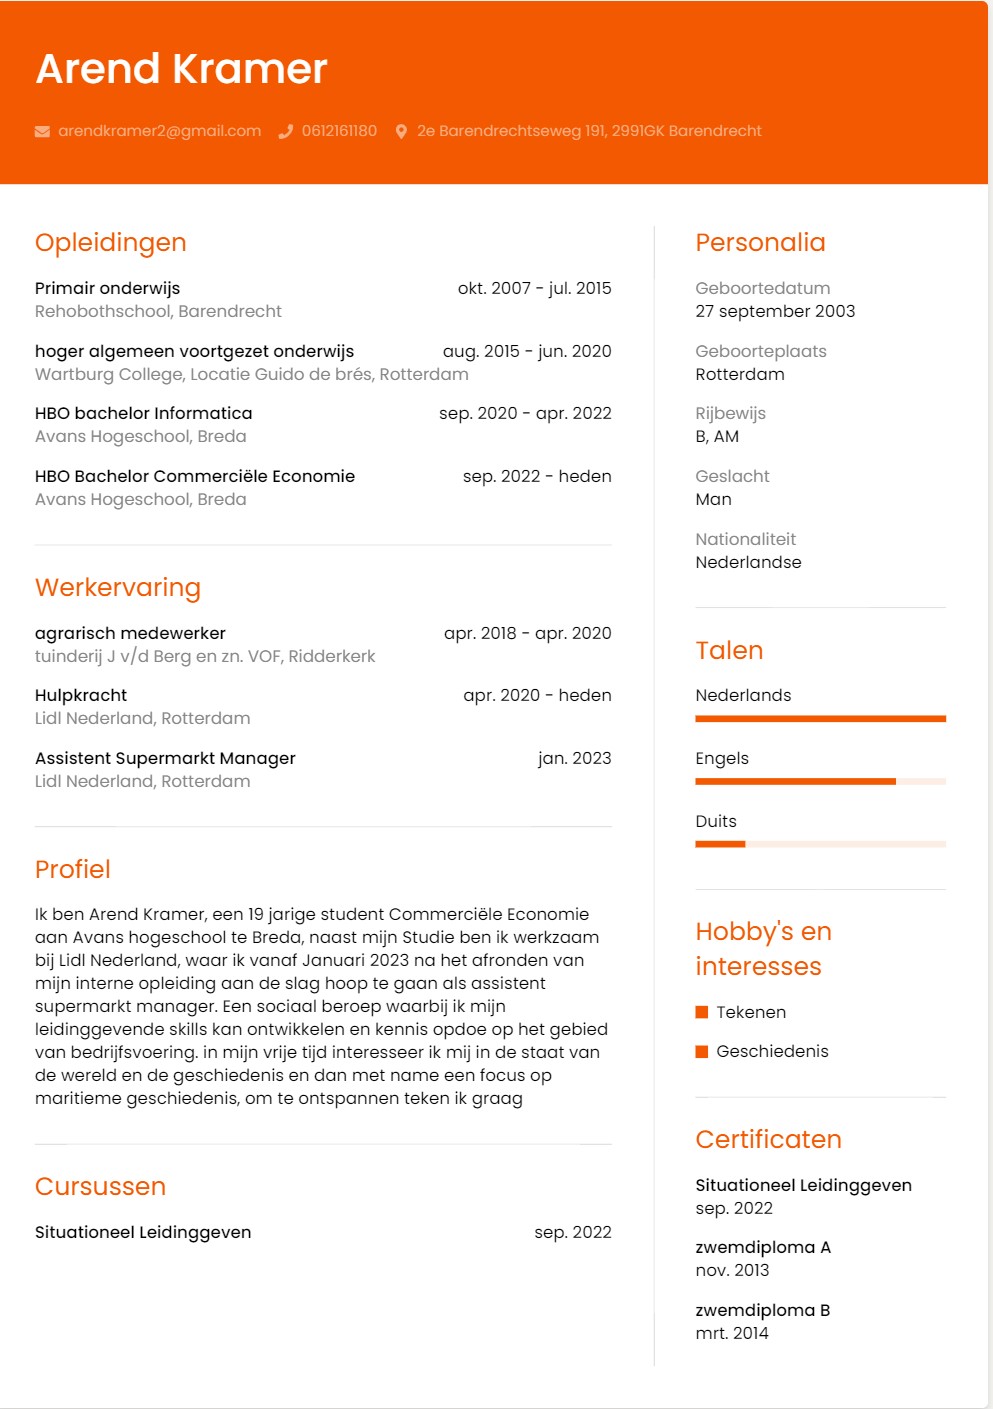 Arend Kramer
arendkramer2@gmail.com 0612161180 2e Barendrechtseweg 191, 2991GK Barendrecht
Opleidingen
Primair onderwijs okt. 2007 - jul. 2015
Rehobothschool, Barendrecht
hoger algemeen voortgezet onderwijs aug. 2015 - jun. 2020
Wartburg College, Locatie Guido de brés, Rotterdam
HBO bachelor Informatica sep. 2020 - apr. 2022
Avans Hogeschool, Breda
HBO Bachelor Commerciële Economie sep. 2022 - heden
Avans Hogeschool, Breda
Werkervaring
agrarisch medewerker apr. 2018 - apr. 2020
tuinderij J v/d Berg en zn. VOF, Ridderkerk
Hulpkracht apr. 2020 - heden
Lidl Nederland, Rotterdam
Assistent Supermarkt Manager jan. 2023
Lidl Nederland, Rotterdam
Profiel
Ik ben Arend Kramer, een 19 jarige student Commerciële Economie
aan Avans hogeschool te Breda, naast mijn Studie ben ik werkzaam
bij Lidl Nederland, waar ik vanaf Januari 2023 na het afronden van
mijn interne opleiding aan de slag hoop te gaan als assistent
supermarkt manager. Een sociaal beroep waarbij ik mijn
leidinggevende skills kan ontwikkelen en kennis opdoe op het gebied
van bedrijfsvoering. in mijn vrije tijd interesseer ik mij in de staat van
de wereld en de geschiedenis en dan met name een focus op
maritieme geschiedenis, om te ontspannen teken ik graag
Cursussen
Situationeel Leidinggeven sep. 2022
Personalia
Geboortedatum
27 september 2003
Geboorteplaats
Rotterdam
Rijbewijs
B, AM
Geslacht
Man
Nationaliteit
Nederlandse
Talen
Nederlands
Engels
Duits
Hobby's en
interesses
Tekenen
Geschiedenis
Certificaten
Situationeel Leidinggeven
sep. 2022
zwemdiploma A
nov. 2013
zwemdiploma B
mrt. 2014